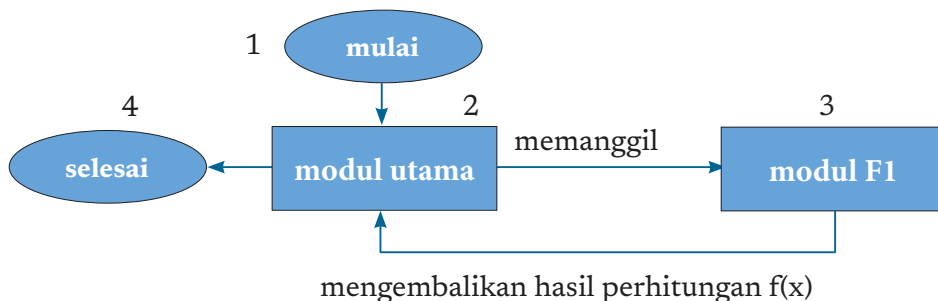 1
mulai
4
2
3
selesai
modul utama
memanggil
modul F1
mengembalikan hasil perhitungan f(x)